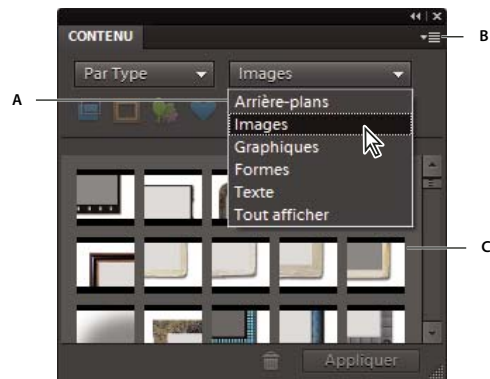 CONTENU
B
Par Type
Images
A
Arrière-plans
Images
Graphiques
Formes
Texte
Tout afficher
C
Appliquer